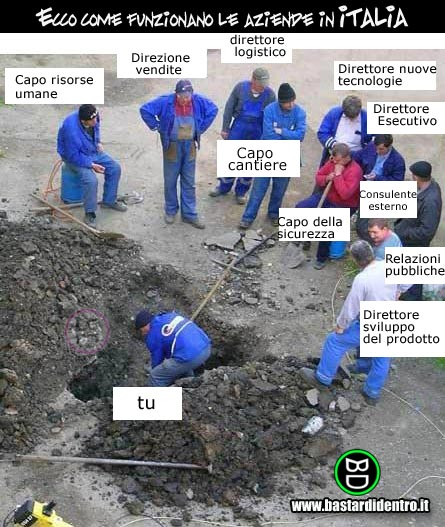 Ecco come funzionano le aziende in ITALIA
direttore
logistico
Direzione
vendite
Capo risorse
umane
Direttore nuove
tecnologie
Direttore
Esecutivo
Capo
cantiere
Consulente
esterno
Capo della
sicurezza
Relazioni
pubbliche
Direttore
sviluppo
del prodotto
tu
BD
www.bastardidentro.it